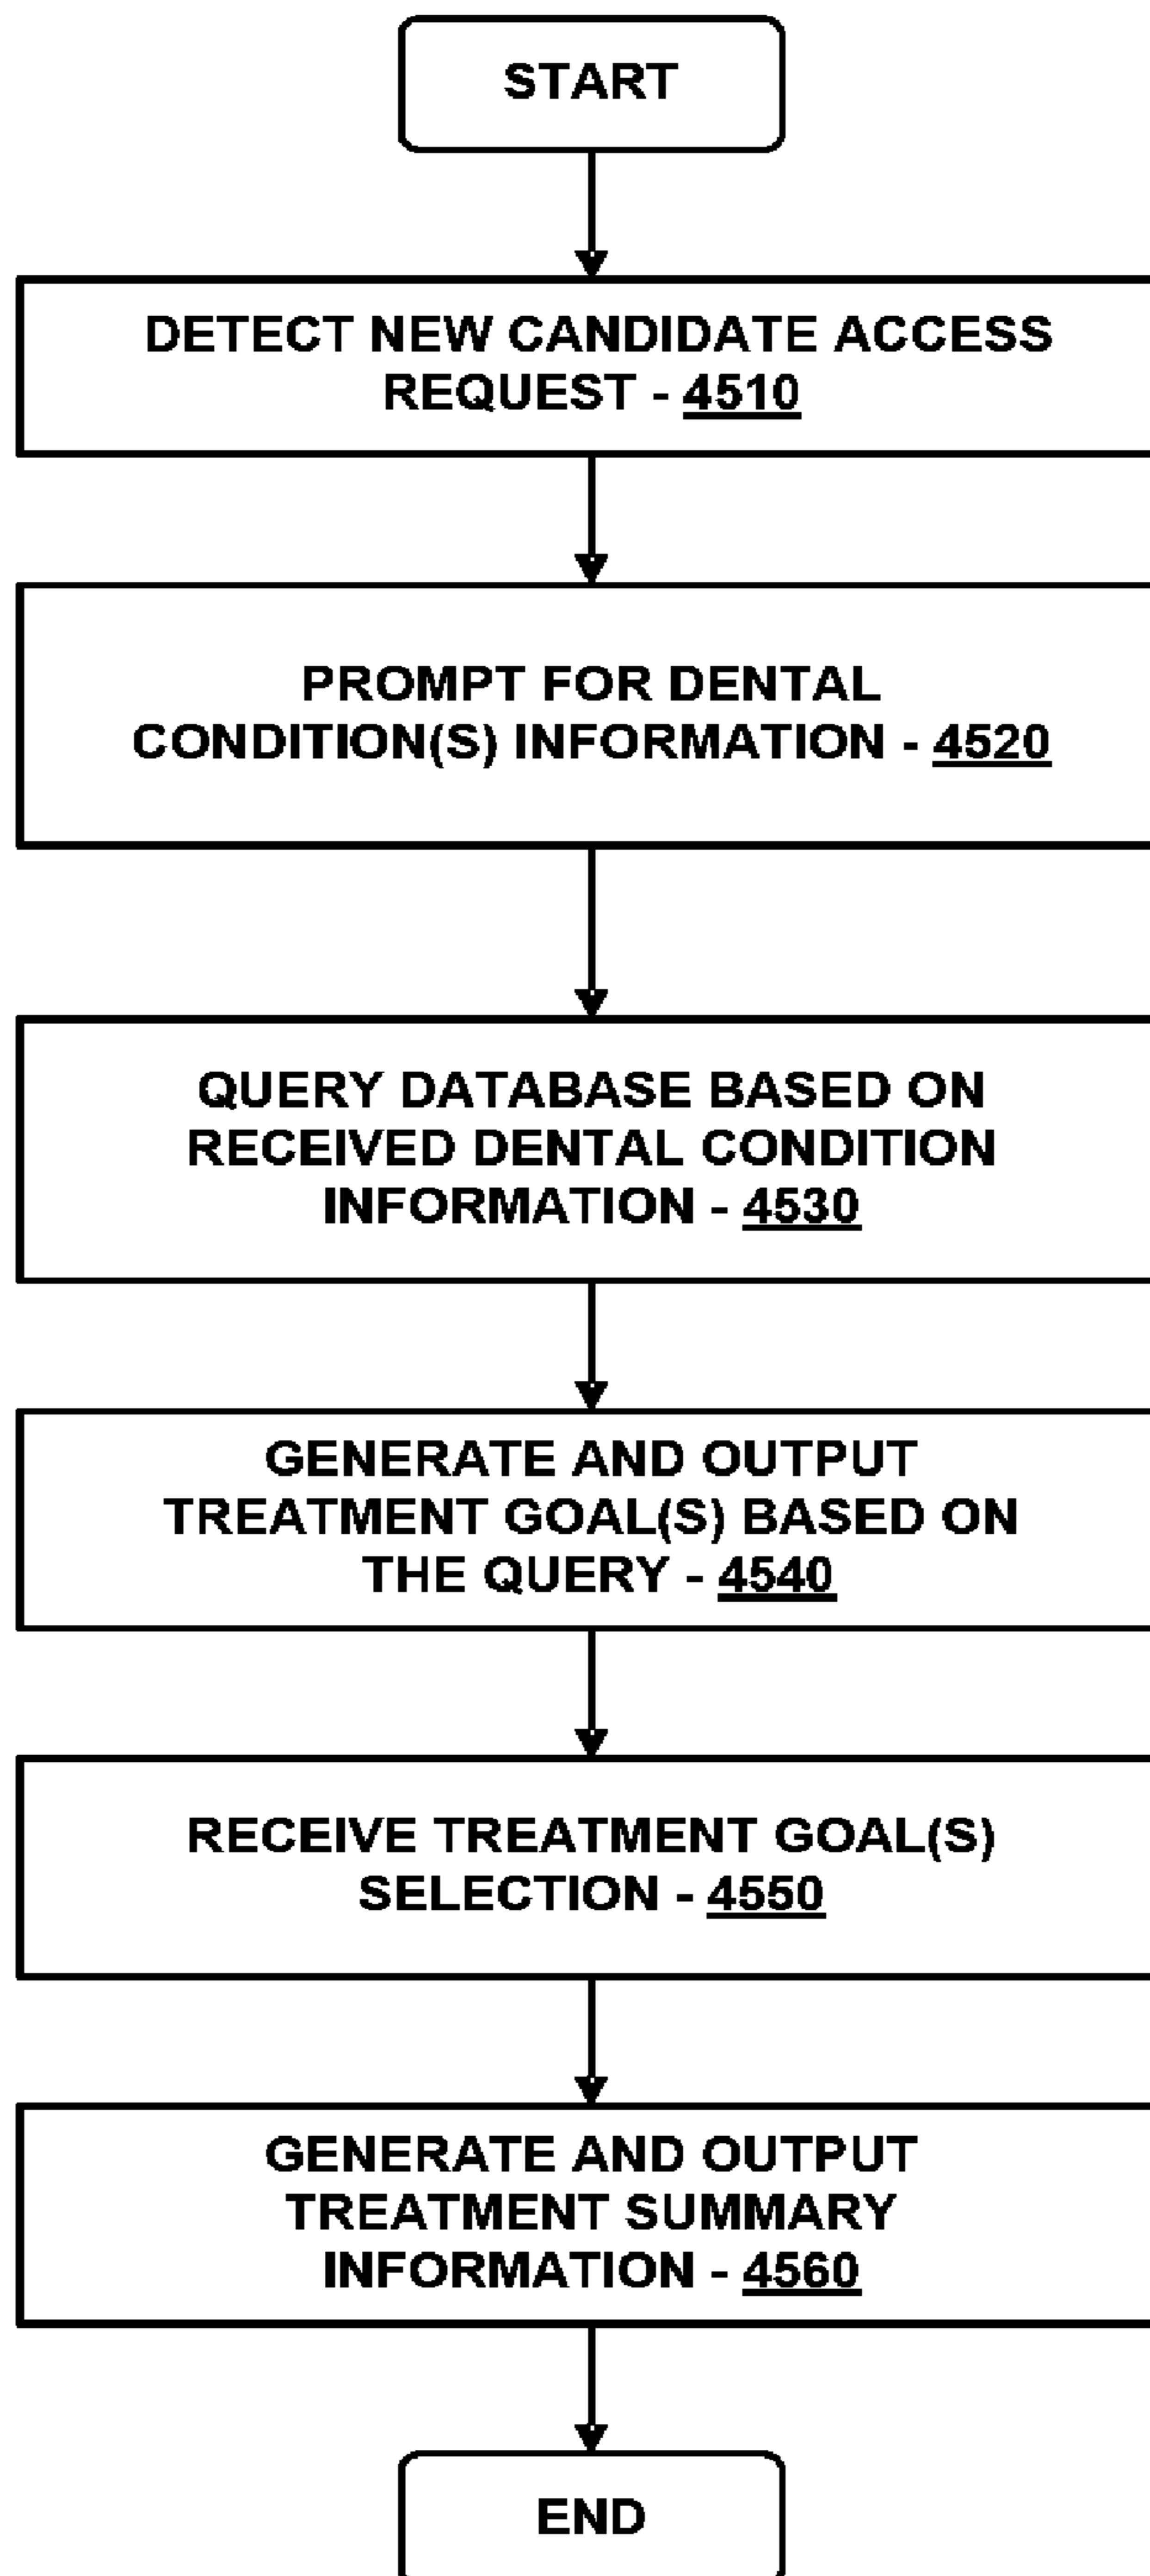 START
DETECT NEW CANDIDATE ACCESS
REQUEST - 4510
PROMPT FOR DENTAL
CONDITION(S) INFORMATION - 4520
QUERY DATABASE BASED ON
RECEIVED DENTAL CONDITION
INFORMATION - 4530
GENERATE AND OUTPUT
TREATMENT GOAL(S) BASED ON
THE QUERY - 4540
RECEIVE TREATMENT GOAL(S)
SELECTION - 4550
GENERATE AND OUTPUT
TREATMENT SUMMARY
INFORMATION - 4560
END